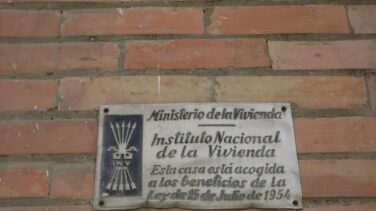 Ministerio de la Vivienda
Instituto Nacional
de la Vivienda
Esta casa está acogida
a los beneficios de la
Ley de 15 de Julio de 1954
INV